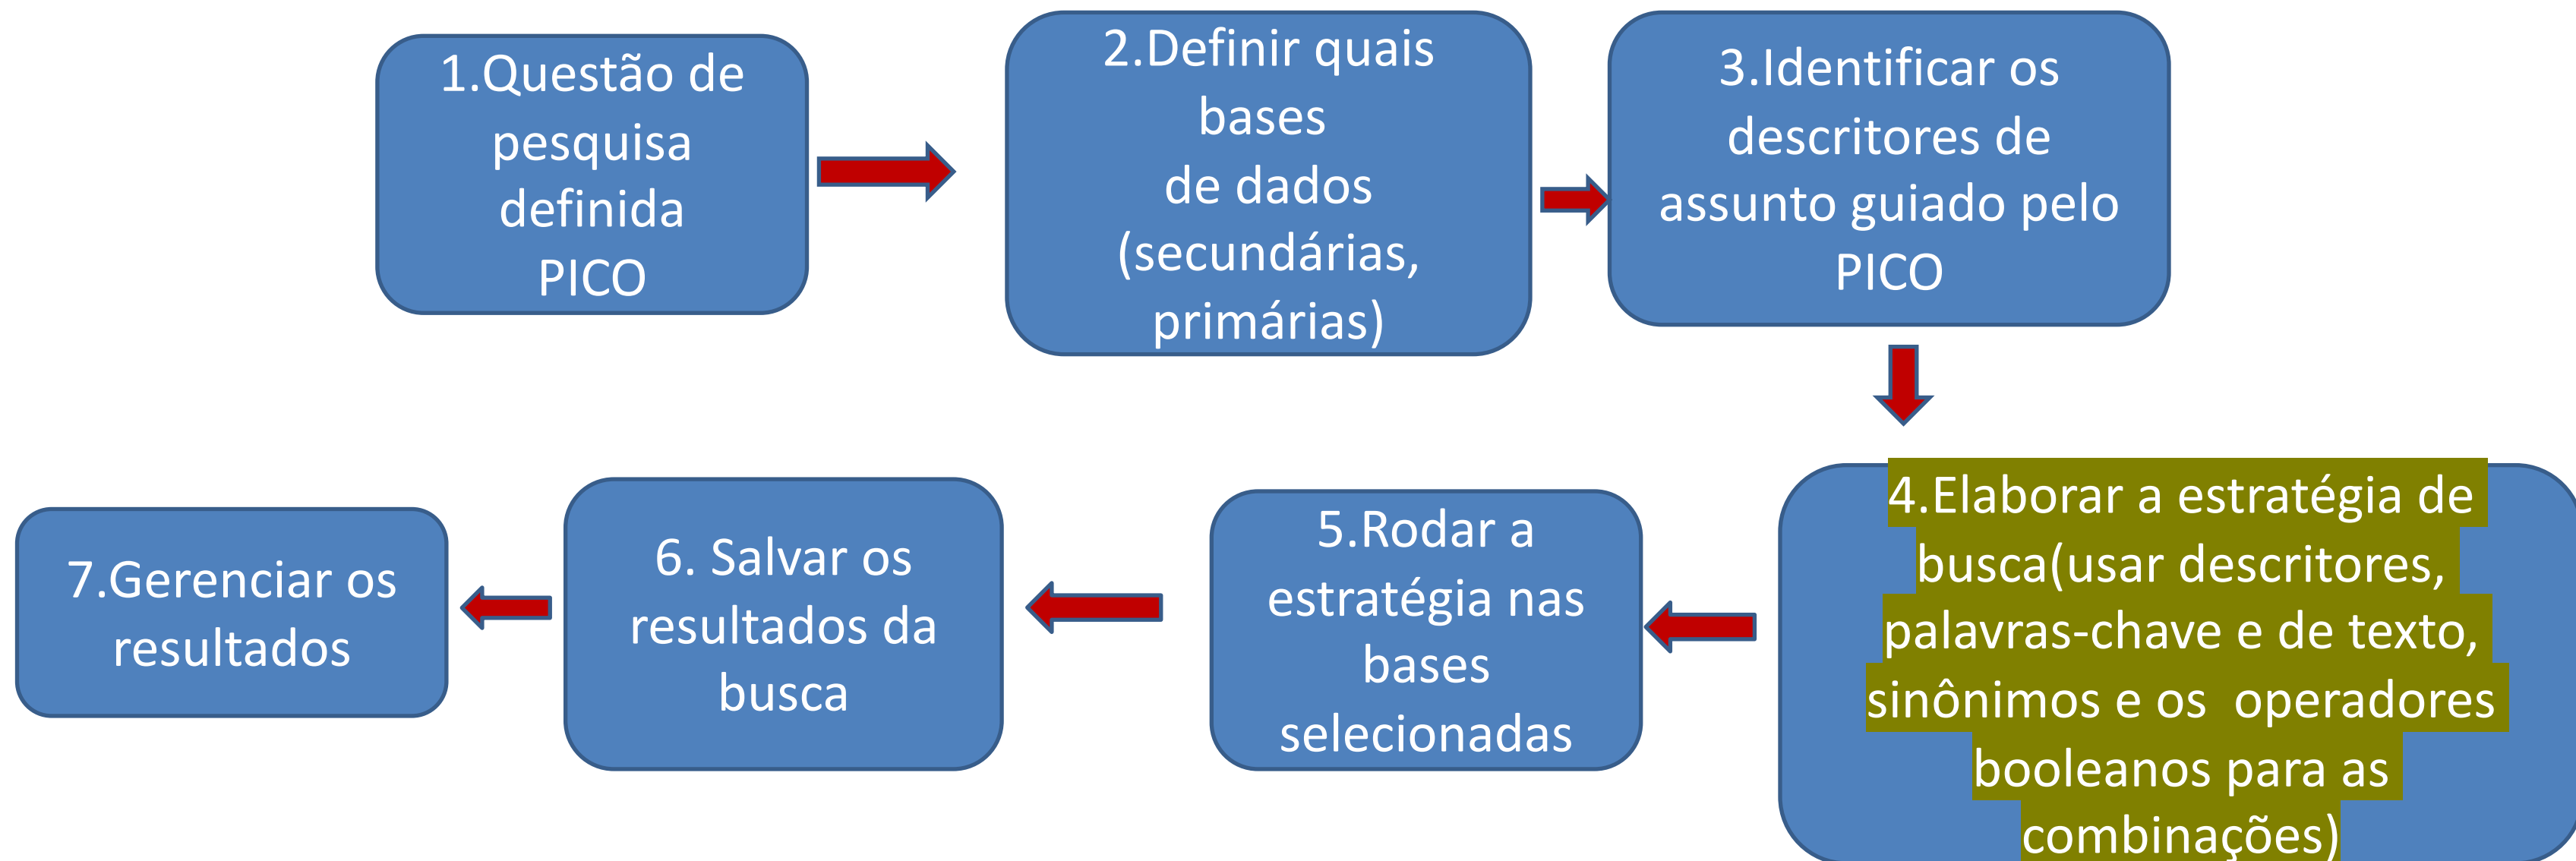 1.Questão de
pesquisa
definida
PICO
2.Definir quais
bases
de dados
(secundárias,
primárias)
3.Identificar os
descritores de
assunto guiado pelo
PICO
4.Elaborar a estratégia de
busca(usar descritores,
palavras-chave e de texto,
sinônimos e os  operadores
booleanos para as
combinações)
5.Rodar a
estratégia nas
bases
selecionadas
6. Salvar os
resultados da
busca
7.Gerenciar os
resultados